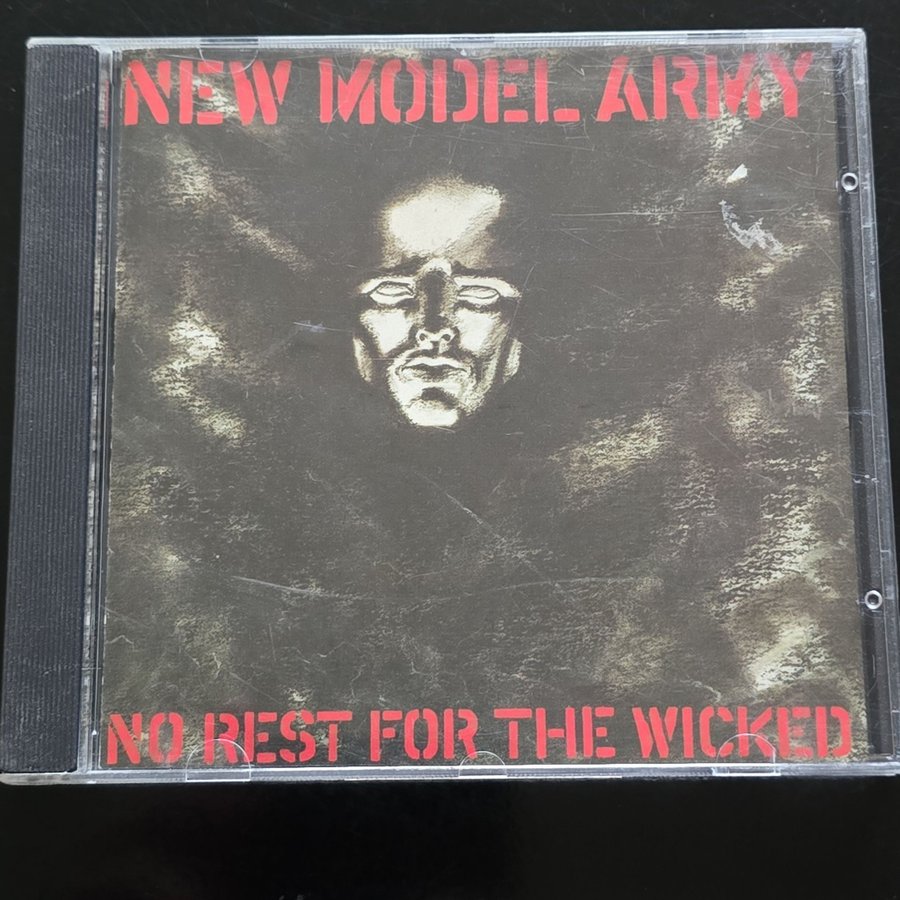 NEW MODEL ARMY
NO REST FOR THE WICKED